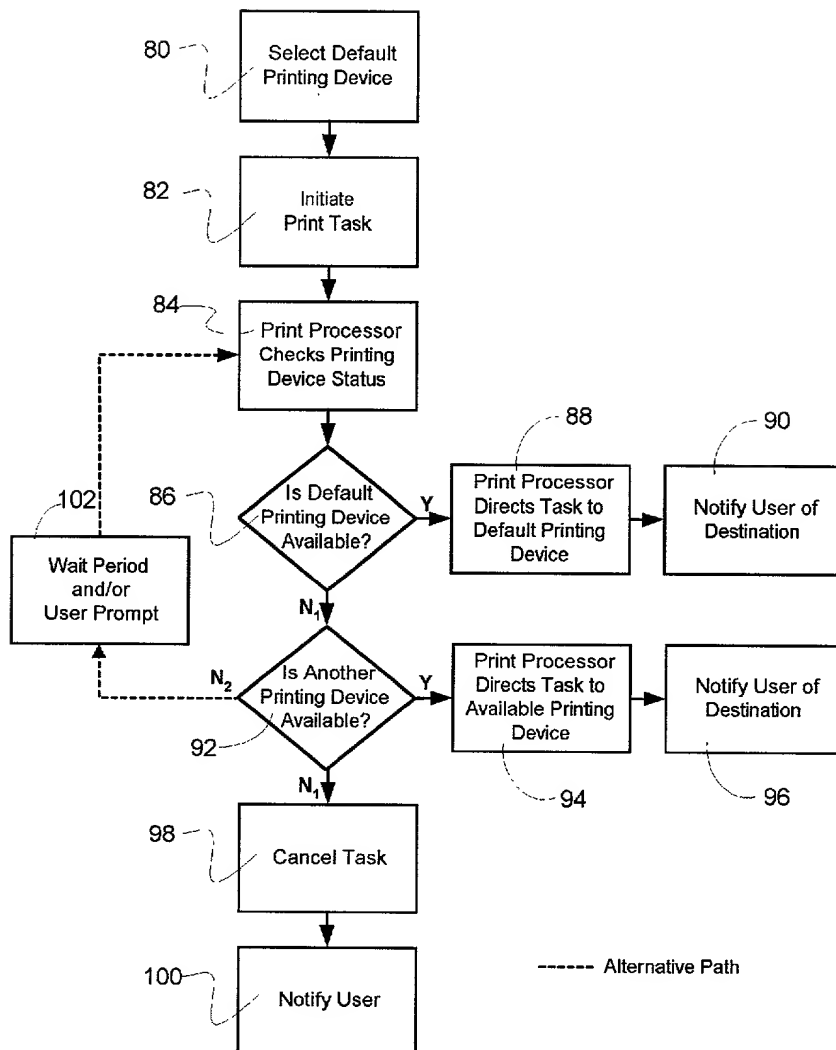 80
Select Default
Printing Device
82
Initiate
Print Task
84
Print Processor
Checks Printing
Device Status
86
Is Default
Printing Device
Available?
Y
88
Print Processor
Directs Task to
Default Printing
Device
90
Notify User of
Destination
102
Wait Period
and/or
User Prompt
N₁
N₂
92
Is Another
Printing Device
Available?
Y
Print Processor
Directs Task to
Available Printing
Device
94
Notify User of
Destination
96
N₁
98
Cancel Task
100
Notify User
Alternative Path